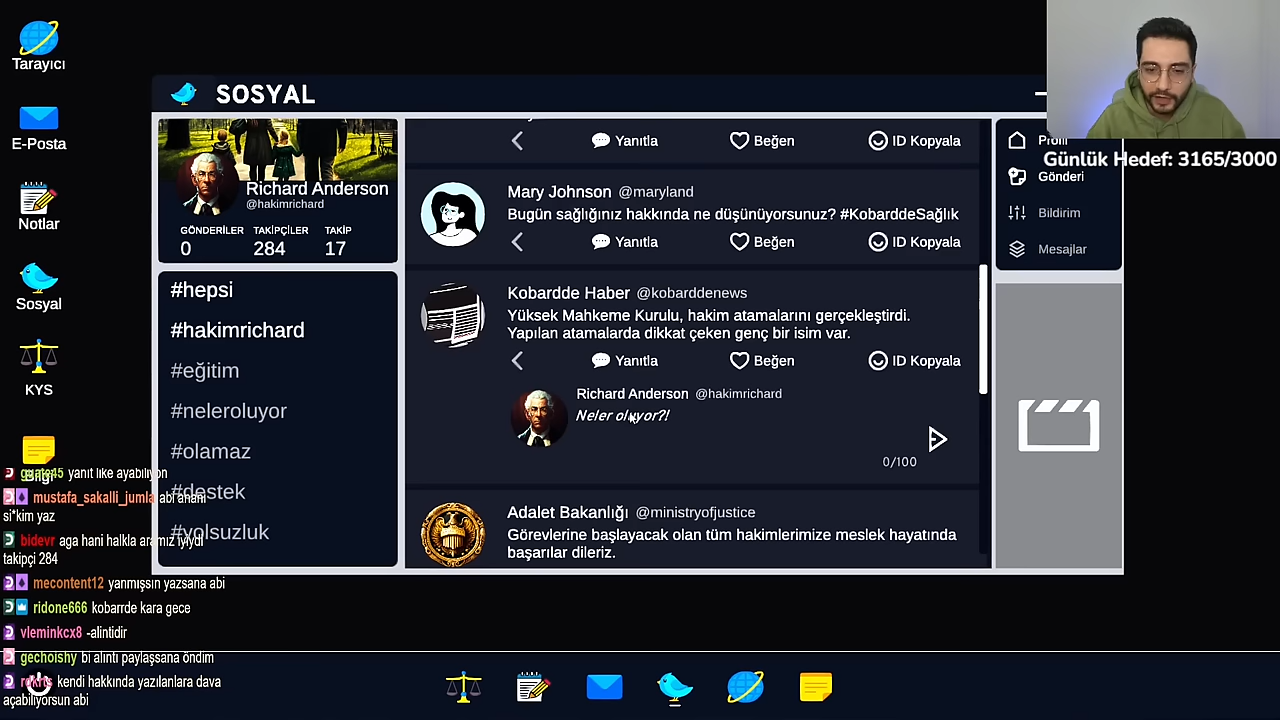 Tarayıcı
E-Posta
Notlar
Sosyal
KYS
Bilgi
SOSYAL
Richard Anderson
@hakimrichard
GÖNDERİLER TAKİPÇİLER TAKİP
0 284 17
#hepsi
#hakimrichard
#eğitim
#neleroluyor
#olamaz
#destek
#yolsuzluk
Yanıtla Beğen ID Kopyala
Mary Johnson @maryland
Bugün sağlığınız hakkında ne düşünüyorsunuz? #KobarddeSağlık
Yanıtla Beğen ID Kopyala
Kobardde Haber @kobarddenews
Yüksek Mahkeme Kurulu, hakim atamalarını gerçekleştirdi.
Yapılan atamalarda dikkat çeken genç bir isim var.
Yanıtla Beğen ID Kopyala
Richard Anderson @hakimrichard
Neler oluyor?!
0/100
Adalet Bakanlığı @ministryofjustice
Görevlerine başlayacak olan tüm hakimlerimize meslek hayatında
başarılar dileriz.
Profil
Günlük Hedef: 3165/3000
Gönderi
Bildirim
Mesajlar
yanıt like ayabiliyon
mustafa_sakalli_jumla abi anani
si*kim yaz
bidevr aga hani halkla aramız iyiydi
takipçi 284
mecontent12 yanmışsın yazsana abi
ridone666 kobarrde kara gece
vleminkcx8 -alintidir
gechoishy bi alıntı paylaşsana öndim
kendi hakkında yazılanlara dava
açabiliyorsun abi